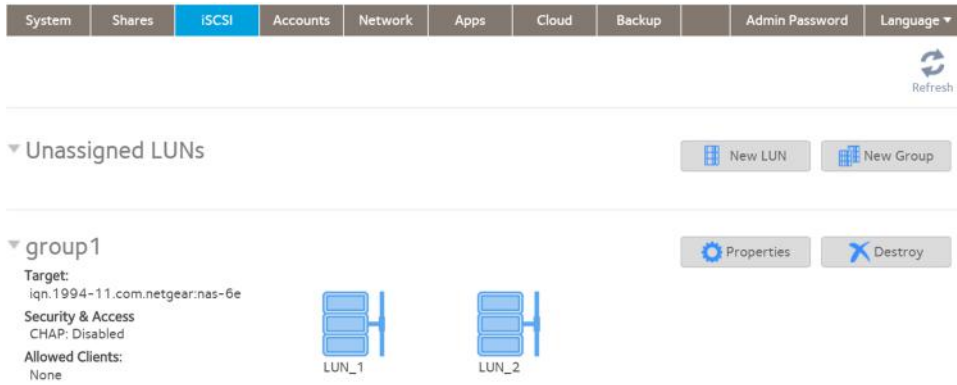 System Shares iSCSI Accounts Network Apps Cloud Backup Admin Password Language
Refresh
Unassigned LUNs
New LUN New Group
group1
Properties Destroy
Target:
iqn.1994-11.com.netgear:nas-6e
Security & Access
CHAP: Disabled
Allowed Clients:
None
LUN_1 LUN_2